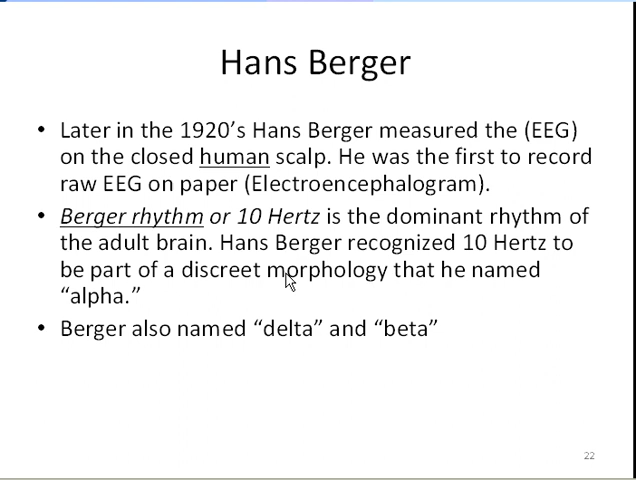 Hans Berger
• Later in the 1920’s Hans Berger measured the (EEG)
on the closed human scalp. He was the first to record
raw EEG on paper (Electroencephalogram).
• Berger rhythm or 10 Hertz is the dominant rhythm of
the adult brain. Hans Berger recognized 10 Hertz to
be part of a discreet morphology that he named
“alpha.”
• Berger also named “delta” and “beta”
22